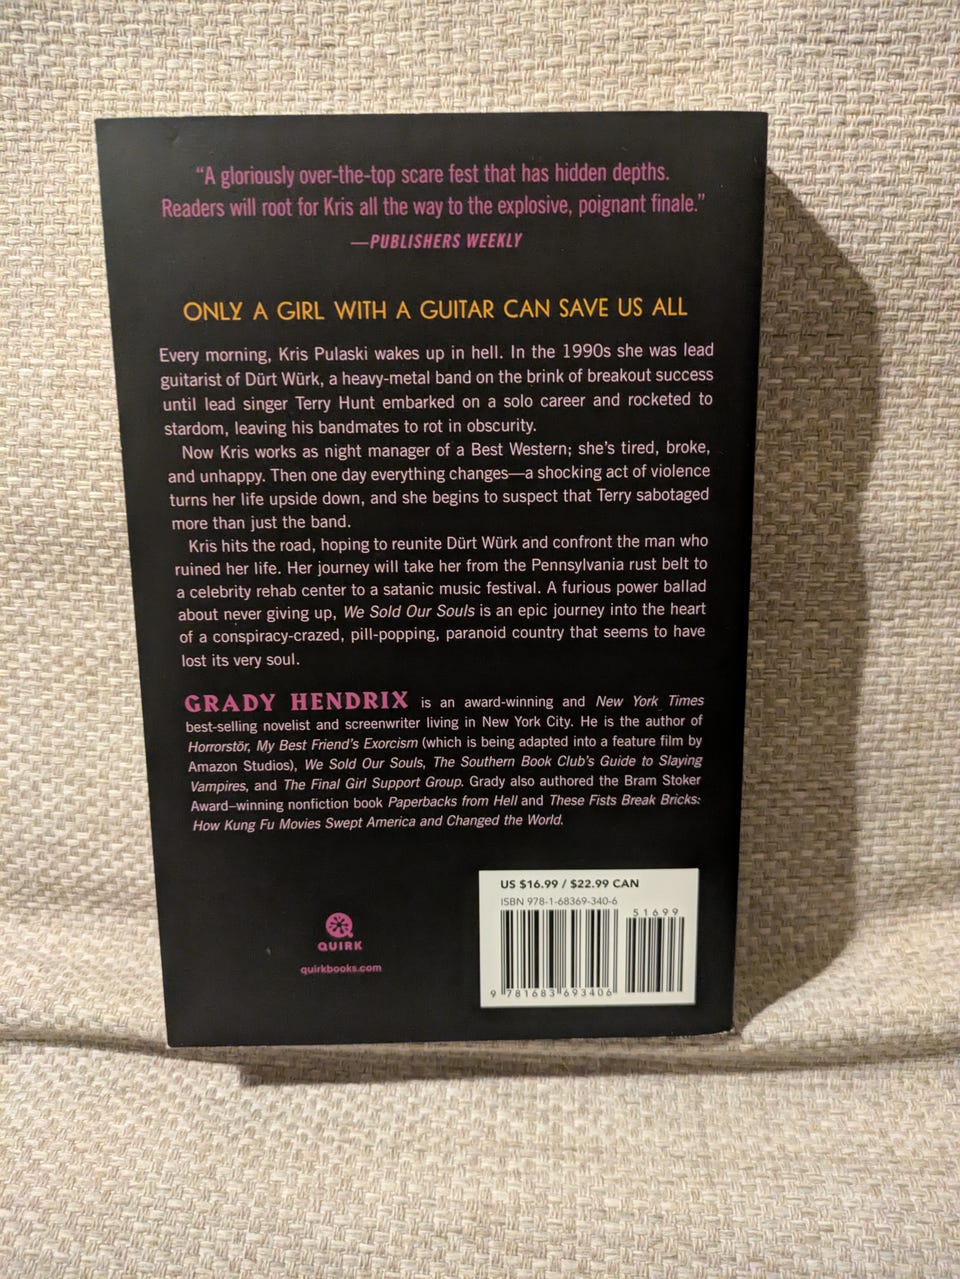 “A gloriously over-the-top scare fest that has hidden depths.
Readers will root for Kris all the way to the explosive, poignant finale.”
—PUBLISHERS WEEKLY
ONLY A GIRL WITH A GUITAR CAN SAVE US ALL
Every morning, Kris Pulaski wakes up in hell. In the 1990s she was lead
guitarist of Dürt Würk, a heavy-metal band on the brink of breakout success
until lead singer Terry Hunt embarked on a solo career and rocketed to
stardom, leaving his bandmates to rot in obscurity.
Now Kris works as night manager of a Best Western; she’s tired, broke,
and unhappy. Then one day everything changes—a shocking act of violence
turns her life upside down, and she begins to suspect that Terry sabotaged
more than just the band.
Kris hits the road, hoping to reunite Dürt Würk and confront the man who
ruined her life. Her journey will take her from the Pennsylvania rust belt to
a celebrity rehab center to a satanic music festival. A furious power ballad
about never giving up, We Sold Our Souls is an epic journey into the heart
of a conspiracy-crazed, pill-popping, paranoid country that seems to have
lost its very soul.
GRADY HENDRIX is an award-winning and New York Times
best-selling novelist and screenwriter living in New York City. He is the author of
Horrorstör, My Best Friend’s Exorcism (which is being adapted into a feature film by
Amazon Studios), We Sold Our Souls, The Southern Book Club’s Guide to Slaying
Vampires, and The Final Girl Support Group. Grady also authored the Bram Stoker
Award–winning nonfiction book Paperbacks from Hell and These Fists Break Bricks:
How Kung Fu Movies Swept America and Changed the World.
QUIRK
quirkbooks.com
US $16.99 / $22.99 CAN
ISBN 978-1-68369-340-6
51699
9 781683 693406